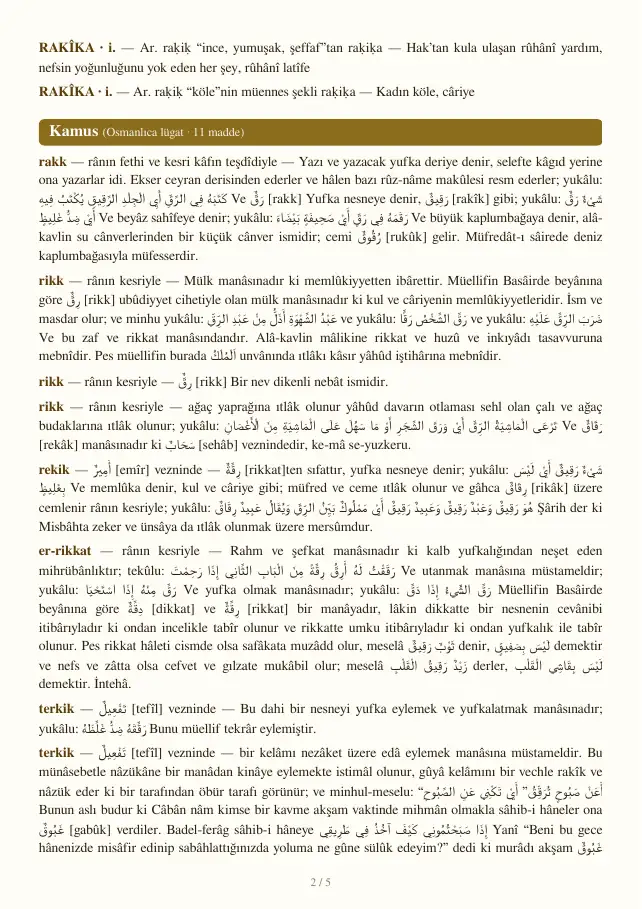 RAKÎKA · i. — Ar. raḳiḳ “ince, yumuşak, şeffaf”tan raḳiḳa — Hak’tan kula ulaşan rûhânî yardım,
nefsin yoğunluğunu yok eden her şey, rûhânî latîfe
RAKÎKA · i. — Ar. raḳiḳ “köle”nin müennes şekli raḳiḳa — Kadın köle, câriye
Kamus (Osmanlıca lügat · 11 madde)
rakk — rânın fethi ve kesri kâfın teşdîdiyle — Yazı ve yazacak yufka deriye denir, selefte kâgıd yerine
ona yazarlar idi. Ekser ceyran derisinden ederler ve hâlen bazı rûz-nâme makûlesi resm ederler; yukâlu:
كَتَبَهُ فِي الرَّقِّ أَيِ الْجِلْدِ الرَّقِيقِ يُكْتَبُ فِيهِ Ve رَقٌّ [rakk] Yufka nesneye denir, رَقِيقٌ [rakîk] gibi; yukâlu: شَيْءٌ رَقٌّ
أَيْ ضِدُّ غَلِيظٍ Ve beyâz sahîfeye denir; yukâlu: رَقَمَهُ فِي رَقٍّ أَيْ صَحِيفَةٍ بَيْضَاءَ Ve büyük kaplumbağaya denir, alâ-
kavlin su cânverlerinden bir küçük cânver ismidir; cemi رُقُوقٌ [rukûk] gelir. Müfredât-ı sâirede deniz
kaplumbağasıyla müfesserdir.
rikk — rânın kesriyle — Mülk manâsınadır ki memlûkiyyetten ibârettir. Müellifin Basâirde beyânına
göre رِقٌّ [rikk] ubûdiyyet cihetiyle olan mülk manâsınadır ki kul ve câriyenin memlûkiyyetleridir. İsm ve
masdar olur; ve minhu yukâlu: عَبْدُ الشَّهْوَةِ أَذَلُّ مِنْ عَبْدِ الرِّقِّ ve yukâlu: رَقَّ الشَّخْصُ رِقًّا ve yukâlu: ضَرَبَ الرِّقَّ عَلَيْهِ
Ve bu zaf ve rikkat manâsındandır. Alâ-kavlin mâlikine rikkat ve huzû ve inkıyâdı tasavvuruna
mebnîdir. Pes müellifin burada اَلْمُلْكُ unvânında ıtlâkı kâsır yâhûd iştihârına mebnîdir.
rikk — rânın kesriyle — رِقٌّ [rikk] Bir nev dikenli nebât ismidir.
rikk — rânın kesriyle — ağaç yaprağına ıtlâk olunur yâhûd davarın otlaması sehl olan çalı ve ağaç
budaklarına ıtlâk olunur; yukâlu: تَرْعَى الْمَاشِيَةُ الرِّقَّ أَيْ وَرَقَ الشَّجَرِ أَوْ مَا سَهُلَ عَلَى الْمَاشِيَةِ مِنَ الْأَغْصَانِ Ve رَقَاقٌ
[rekâk] manâsınadır ki سَحَابٌ [sehâb] veznindedir, ke-mâ se-yuzkeru.
rekik — أَمِيرٌ [emîr] vezninde — رِقَّةٌ [rikkat]ten sıfattır, yufka nesneye denir; yukâlu: شَيْءٌ رَقِيقٌ أَيْ لَيْسَ
بِغَلِيظٍ Ve memlûka denir, kul ve câriye gibi; müfred ve ceme ıtlâk olunur ve gâhca رِقَاقٌ [rikâk] üzere
cemlenir rânın kesriyle; yukâlu: هُوَ رَقِيقٌ وَعَبْدٌ رَقِيقٌ وَعَبِيدٌ رَقِيقٌ أَيْ مَمْلُوكٌ بَيِّنُ الرِّقِّ وَيُقَالُ عَبِيدٌ رِقَاقٌ Şârih der ki
Misbâhta zeker ve ünsâya da ıtlâk olunmak üzere mersûmdur.
er-rikkat — rânın kesriyle — Rahm ve şefkat manâsınadır ki kalb yufkalığından neşet eden
mihrübânlıktır; tekûlu: رَقَقْتُ لَهُ أَرِقُّ رِقَّةً مِنَ الْبَابِ الثَّانِي إِذَا رَحِمْتَ Ve utanmak manâsına müstameldir;
yukâlu: رَقَّ مِنْهُ إِذَا اسْتَحْيَا Ve yufka olmak manâsınadır; yukâlu: رَقَّ الشَّيْءُ إِذَا دَقَّ Müellifin Basâirde
beyânına göre دِقَّةٌ [dikkat] ve رِقَّةٌ [rikkat] bir manâyadır, lâkin dikkatte bir nesnenin cevânibi
itibârıyladır ki ondan incelikle tabîr olunur ve rikkatte umku itibârıyladır ki ondan yufkalık ile tabîr
olunur. Pes rikkat hâleti cismde olsa safâkata muzâdd olur, meselâ ثَوْبٌ رَقِيقٌ denir, لَيْسَ بِصَفِيقٍ demektir
ve nefs ve zâtta olsa cefvet ve gılzate mukâbil olur; meselâ زَيْدٌ رَقِيقُ الْقَلْبِ derler, لَيْسَ بِقَاسِي الْقَلْبِ
demektir. İntehâ.
terkik — تَفْعِيلٌ [tefîl] vezninde — Bu dahi bir nesneyi yufka eylemek ve yufkalatmak manâsınadır;
yukâlu: رَقَّقَهُ ضِدُّ غَلَّظَهُ Bunu müellif tekrâr eylemiştir.
terkik — تَفْعِيلٌ [tefîl] vezninde — bir kelâmı nezâket üzere edâ eylemek manâsına müstameldir. Bu
münâsebetle nâzükâne bir manâdan kinâye eylemekte istimâl olunur, gûyâ kelâmını bir vechle rakîk ve
nâzük eder ki bir tarafından öbür tarafı görünür; ve minhul-meselu: “أَعَنْ صَبُوحٍ تُرَقِّقُ” أَيْ تُكَنِّي عَنِ الصَّبُوحِ
Bunun aslı budur ki Câbân nâm kimse bir kavme akşam vaktinde mihmân olmakla sâhib-i hâneler ona
غَبُوقٌ [gabûk] verdiler. Badel-ferâg sâhib-i hâneye إِذَا صَبَحْتُمُونِي كَيْفَ آخُذُ فِي طَرِيقِي Yanî “Beni bu gece
hânenizde misâfir edinip sabâhlattığınızda yoluma ne gûne sülûk edeyim?” dedi ki murâdı akşam غَبُوقٌ
2 / 5